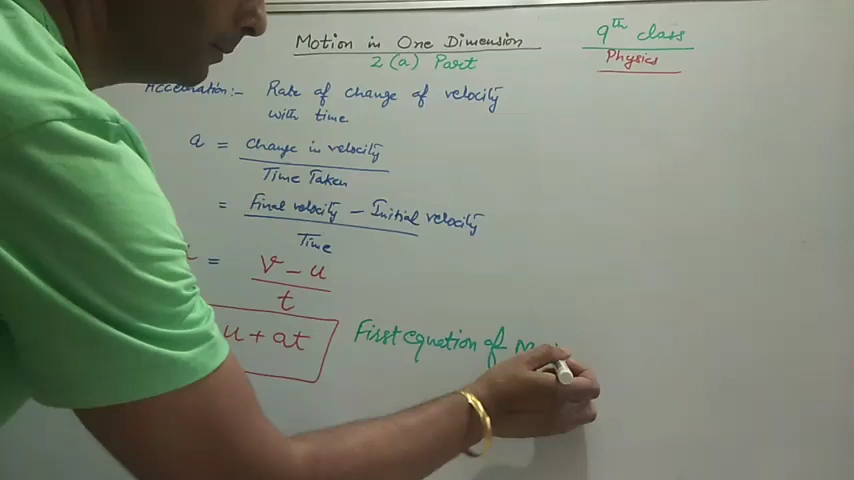 Motion in One Dimension
2 (a) Part
9th class
Physics
Acceleration:- Rate of change of velocity
with time
a = Change in velocity
Time Taken
= Final velocity - Initial velocity
Time
= v - u
t
u + at
First equation of